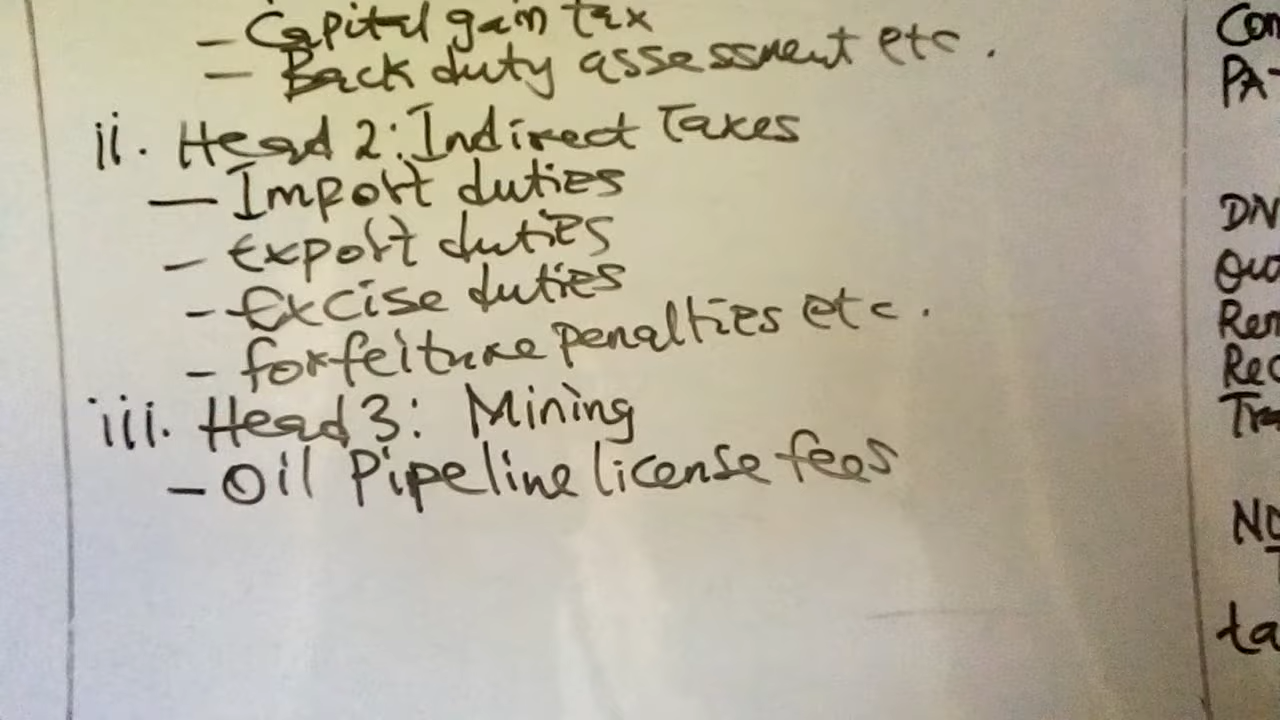 - Capital gain tax
- Back duty assessment etc.
ii. Head 2: Indirect Taxes
- Import duties
- Export duties
- Excise duties
- forfeiture penalties etc.
iii. Head 3: Mining
- Oil Pipeline license fees